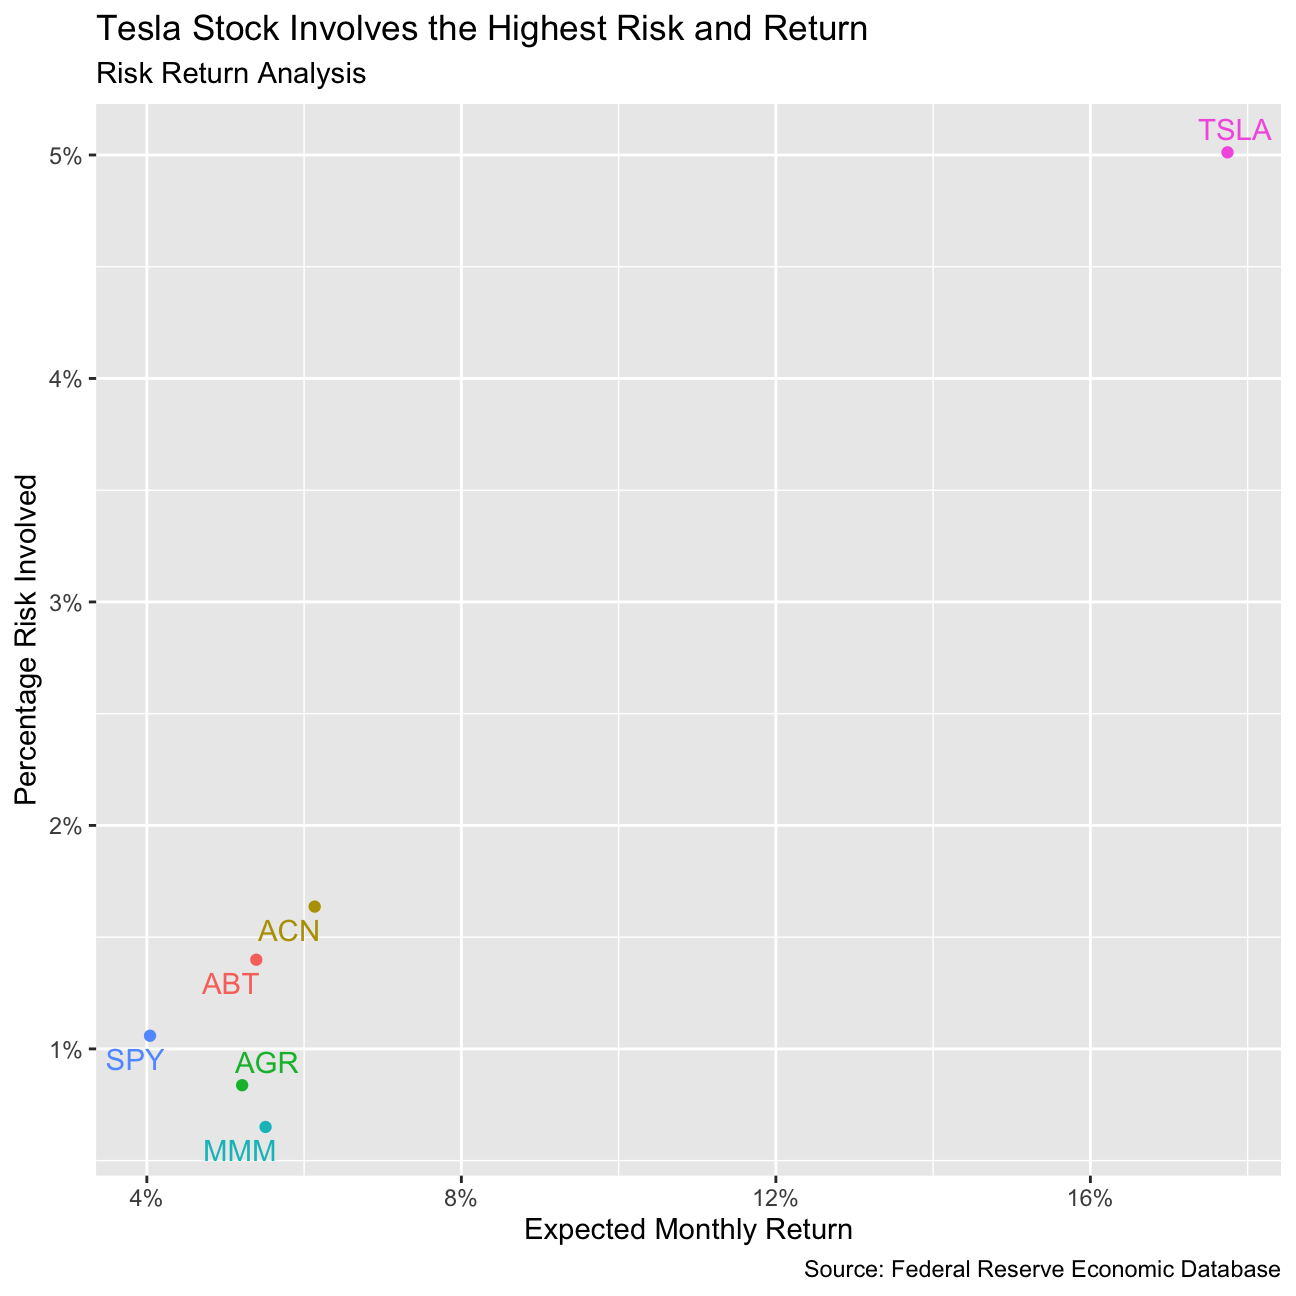 Tesla Stock Involves the Highest Risk and Return
Risk Return Analysis
Percentage Risk Involved
5%
4%
3%
2%
1%
TSLA
ACN
ABT
SPY
AGR
MMM
4%
8%
12%
16%
Expected Monthly Return
Source: Federal Reserve Economic Database